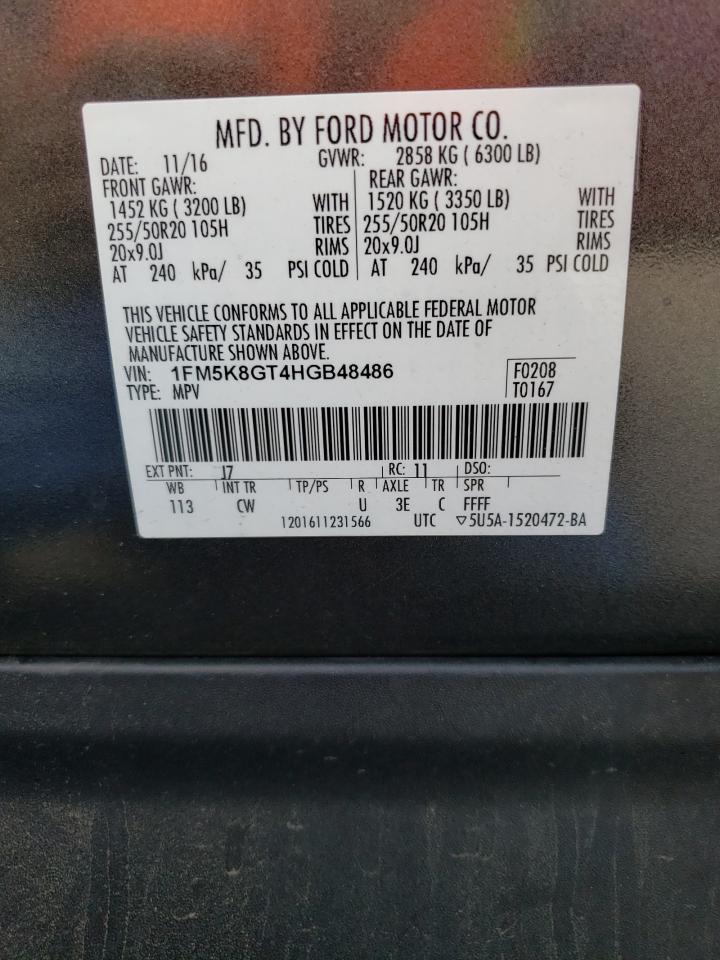 MFD. BY FORD MOTOR CO.
DATE: 11/16 GVWR: 2858 KG ( 6300 LB)
FRONT GAWR: REAR GAWR:
1452 KG ( 3200 LB) WITH 1520 KG ( 3350 LB) WITH
255/50R20 105H TIRES 255/50R20 105H TIRES
20x9.0J RIMS 20x9.0J RIMS
AT 240 kPa/ 35 PSI COLD AT 240 kPa/ 35 PSI COLD
THIS VEHICLE CONFORMS TO ALL APPLICABLE FEDERAL MOTOR
VEHICLE SAFETY STANDARDS IN EFFECT ON THE DATE OF
MANUFACTURE SHOWN ABOVE.
VIN: 1FM5K8GT4HGB48486 F0208
TYPE: MPV T0167
EXT PNT: J7 RC: 11 DSO:
WB INT TR TP/PS R AXLE TR SPR
113 CW U 3E C FFFF
1201611231566 UTC ▽5U5A-1520472-BA